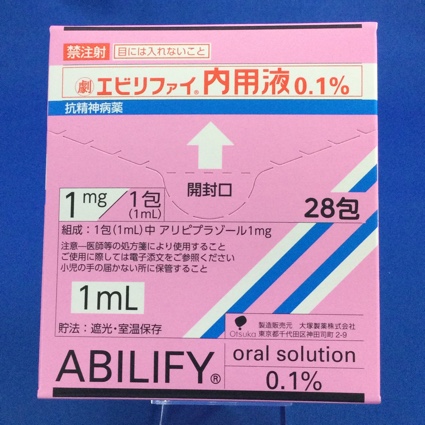 禁注射 目には入れないこと
劇 エビリファイ® 内用液0.1%
抗精神病薬
開封口
1mg/1包(1mL)
28包
組成:1包(1mL)中 アリピプラゾール1mg
注意—医師等の処方箋により使用すること
ご使用に際しては電子添文をご参照ください
小児の手の届かない所に保管すること
1mL
貯法:遮光・室温保存
Otsuka
製造販売元 大塚製薬株式会社
東京都千代田区神田司町2-9
ABILIFY®
oral solution
0.1%